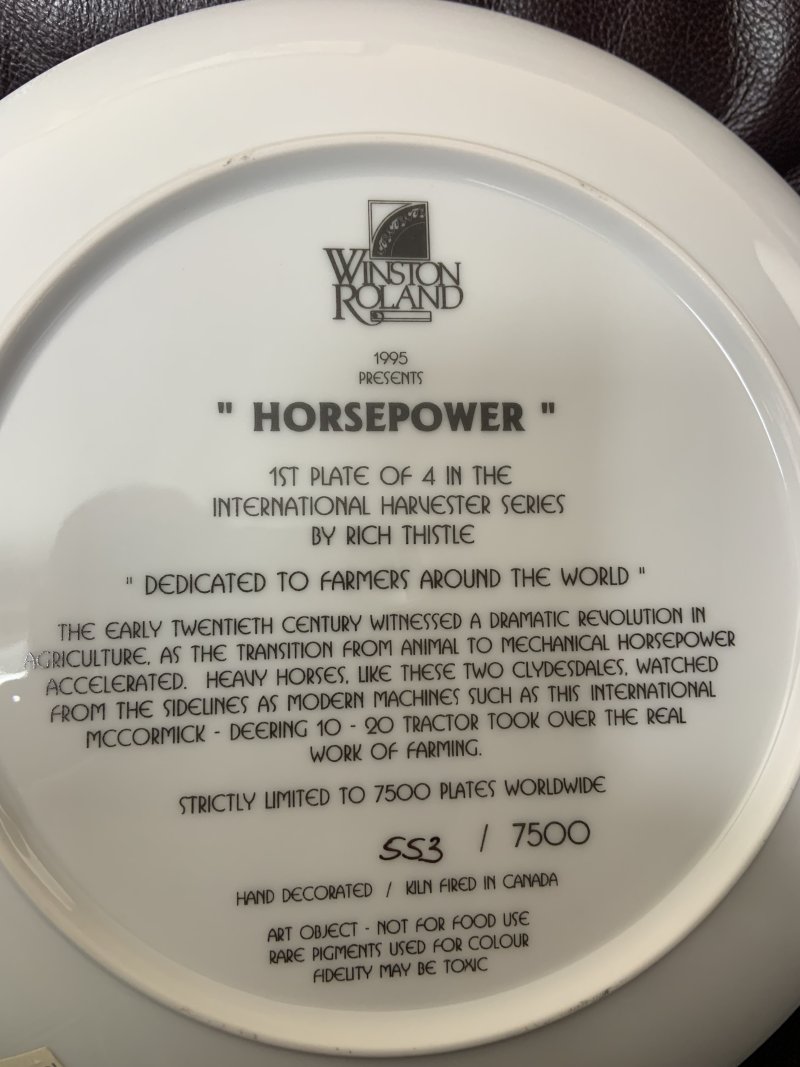 WINSTON
ROLAND
1995
PRESENTS
" HORSEPOWER "
1ST PLATE OF 4 IN THE
INTERNATIONAL HARVESTER SERIES
BY RICH THISTLE
" DEDICATED TO FARMERS AROUND THE WORLD "
THE EARLY TWENTIETH CENTURY WITNESSED A DRAMATIC REVOLUTION IN
AGRICULTURE, AS THE TRANSITION FROM ANIMAL TO MECHANICAL HORSEPOWER
ACCELERATED. HEAVY HORSES, LIKE THESE TWO CLYDESDALES, WATCHED
FROM THE SIDELINES AS MODERN MACHINES SUCH AS THIS INTERNATIONAL
MCCORMICK - DEERING 10 - 20 TRACTOR TOOK OVER THE REAL
WORK OF FARMING.
STRICTLY LIMITED TO 7500 PLATES WORLDWIDE
553 / 7500
HAND DECORATED / KILN FIRED IN CANADA
ART OBJECT - NOT FOR FOOD USE
RARE PIGMENTS USED FOR COLOUR
FIDELITY MAY BE TOXIC